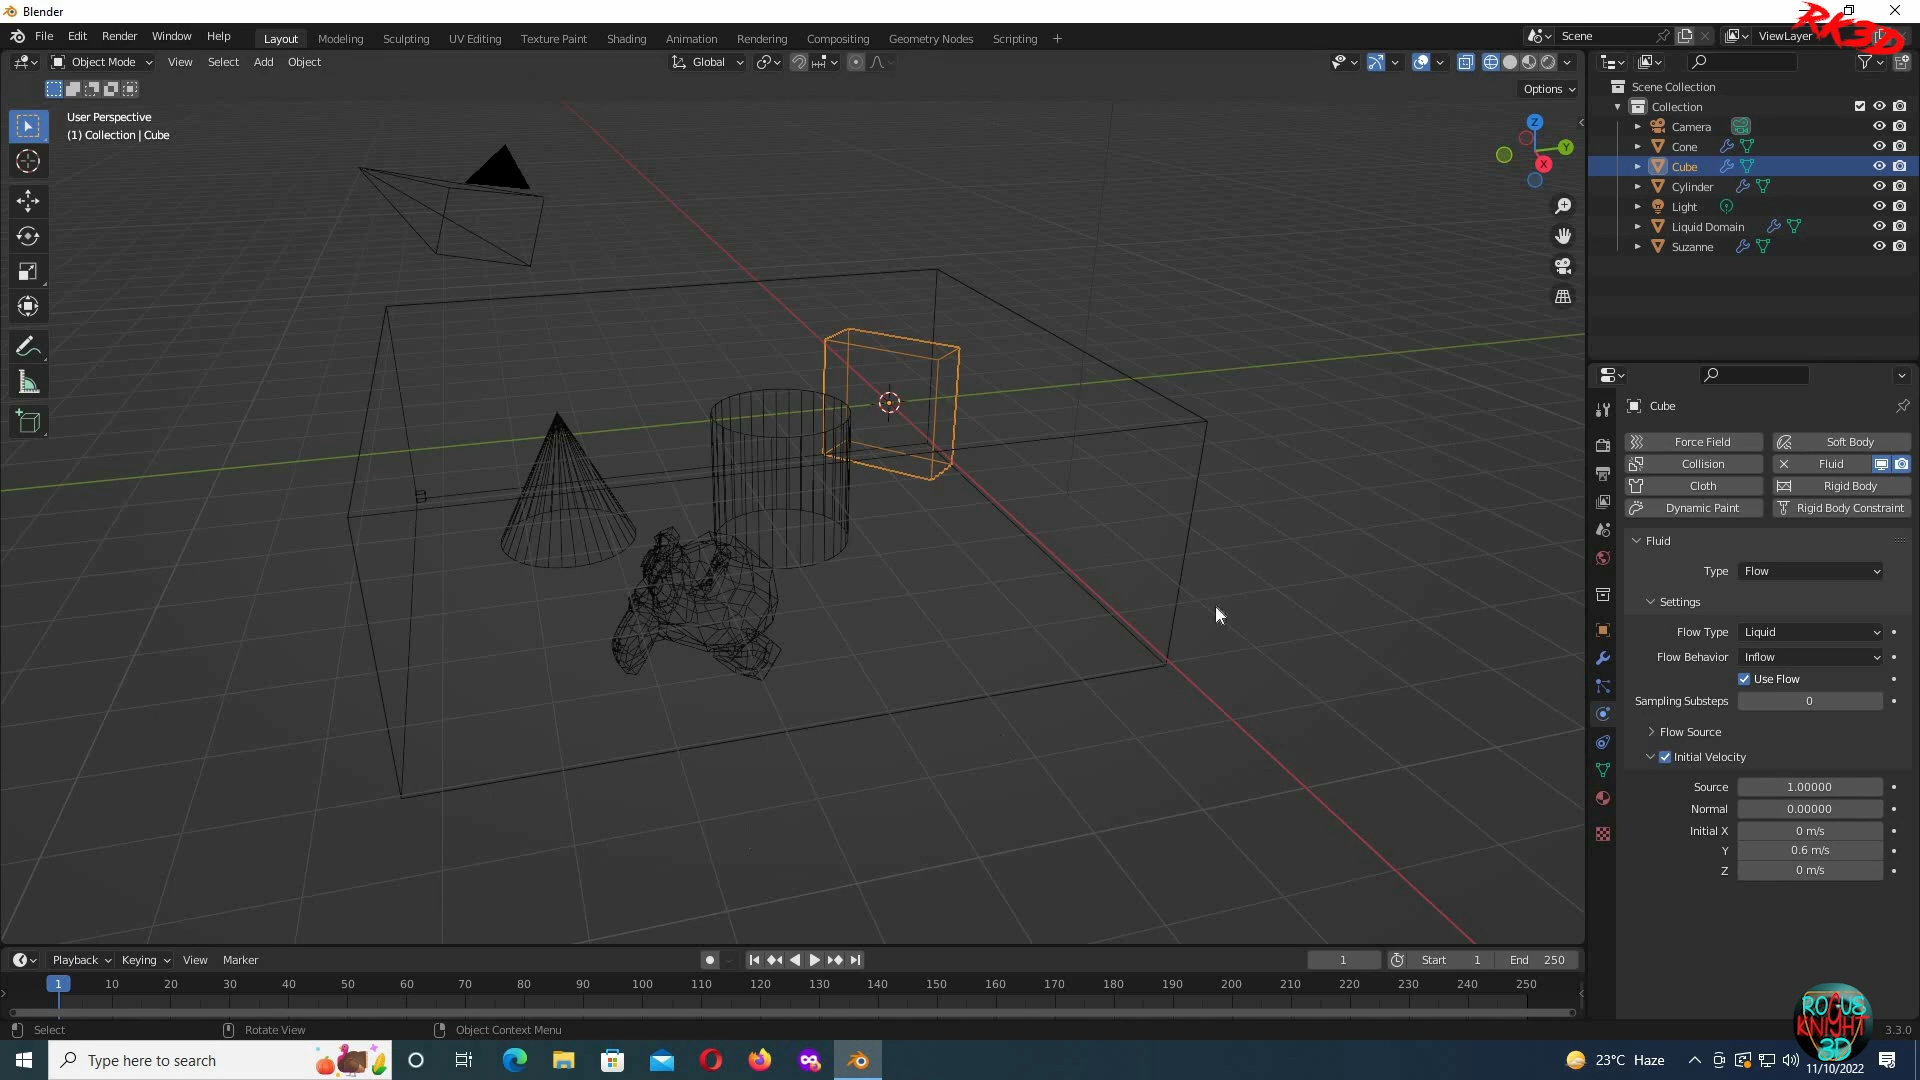 Blender
RK3D
File Edit Render Window Help
Layout Modeling Sculpting UV Editing Texture Paint Shading Animation Rendering Compositing Geometry Nodes Scripting +
Scene
ViewLayer
Object Mode View Select Add Object
Global
Options
User Perspective
(1) Collection | Cube
Z
Y
X
Scene Collection
Collection
Camera
Cone
Cube
Cylinder
Light
Liquid Domain
Suzanne
Cube
Force Field Soft Body
Collision Fluid
Cloth Rigid Body
Dynamic Paint Rigid Body Constraint
Fluid
Type Flow
Settings
Flow Type Liquid
Flow Behavior Inflow
Use Flow
Sampling Substeps 0
Flow Source
Initial Velocity
Source 1.00000
Normal 0.00000
Initial X 0 m/s
Y 0.6 m/s
Z 0 m/s
Playback Keying View Marker
1 Start 1 End 250
1 10 20 30 40 50 60 70 80 90 100 110 120 130 140 150 160 170 180 190 200 210 220 230 240 250
Select Rotate View Object Context Menu
3.3.0
ROGUE
KNIGHT
3D
Type here to search
23°C Haze
11/10/2022